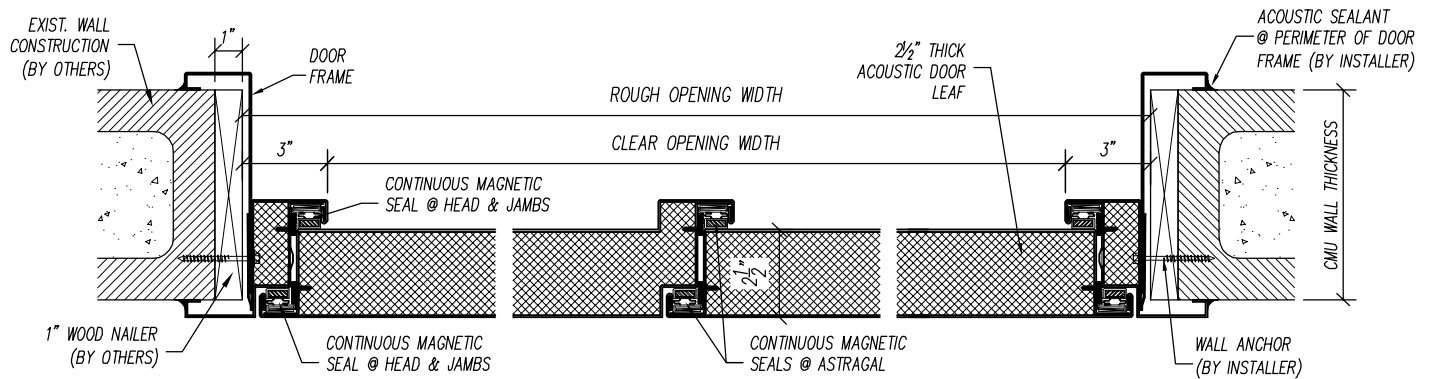 EXIST. WALL
CONSTRUCTION
(BY OTHERS)
1"
DOOR
FRAME
2½" THICK
ACOUSTIC DOOR
LEAF
ACOUSTIC SEALANT
@ PERIMETER OF DOOR
FRAME (BY INSTALLER)
ROUGH OPENING WIDTH
CLEAR OPENING WIDTH
3"
3"
CONTINUOUS MAGNETIC
SEAL @ HEAD & JAMBS
CMU WALL THICKNESS
2½"
1" WOOD NAILER
(BY OTHERS)
CONTINUOUS MAGNETIC
SEAL @ HEAD & JAMBS
CONTINUOUS MAGNETIC
SEALS @ ASTRAGAL
WALL ANCHOR
(BY INSTALLER)